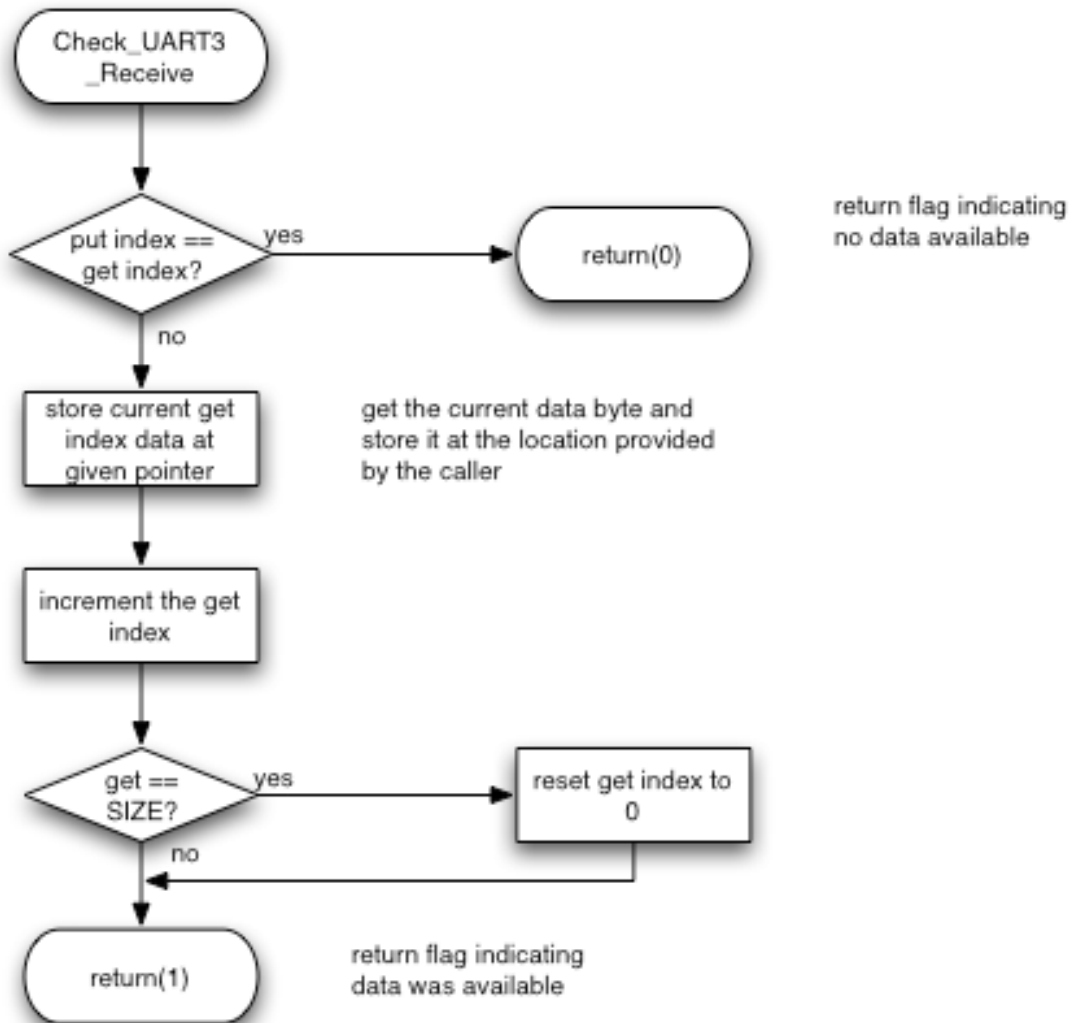 Check_UART3
_Receive
put index ==
get index?
yes
return(0)
return flag indicating
no data available
no
store current get
index data at
given pointer
get the current data byte and
store it at the location provided
by the caller
increment the get
index
get ==
SIZE?
yes
reset get index to
0
no
return(1)
return flag indicating
data was available